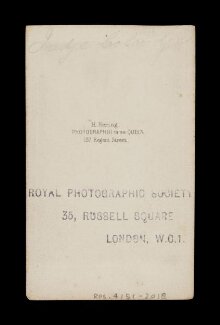 H. Hering
PHOTOGRAPHER to the QUEEN,
137, Regent Street.
ROYAL PHOTOGRAPHIC SOCIETY
35, RUSSELL SQUARE
LONDON, W.C.1.